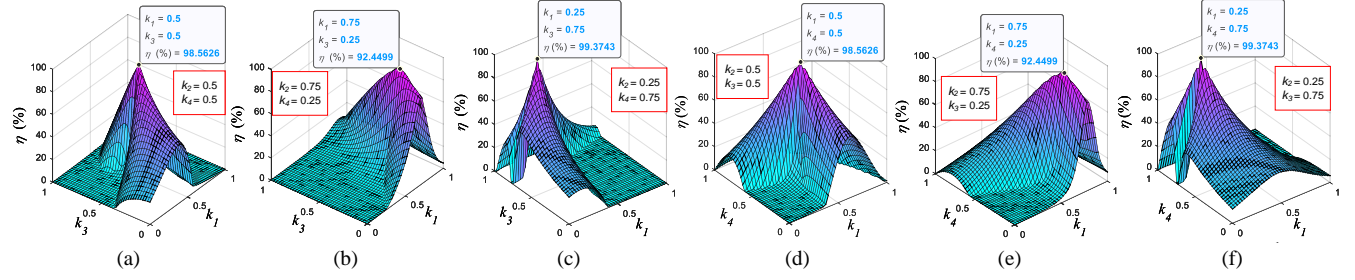 k1 = 0.5
k3 = 0.5
η (%) = 98.5626
k2 = 0.5
k4 = 0.5
η (%)
100
80
60
40
20
0
1
0.5
0
k3
0
0.5
1
k1
(a)
k1 = 0.75
k3 = 0.25
η (%) = 92.4499
k2 = 0.75
k4 = 0.25
η (%)
100
80
60
40
20
0
1
0.5
0
k3
0
0.5
1
k1
(b)
k1 = 0.25
k3 = 0.75
η (%) = 99.3743
k2 = 0.25
k4 = 0.75
η (%)
100
80
60
40
20
0
1
0.5
0
k3
0
0.5
1
k1
(c)
k1 = 0.5
k4 = 0.5
η (%) = 98.5626
k2 = 0.5
k3 = 0.5
η (%)
100
80
60
40
20
0
1
0.5
0
k4
0
0.5
1
k1
(d)
k1 = 0.75
k4 = 0.25
η (%) = 92.4499
k2 = 0.75
k3 = 0.25
η (%)
100
80
60
40
20
0
1
0.5
0
k4
0
0.5
1
k1
(e)
k1 = 0.25
k4 = 0.75
η (%) = 99.3743
k2 = 0.25
k3 = 0.75
η (%)
100
80
60
40
20
0
1
0.5
0
k4
0
0.5
1
k1
(f)